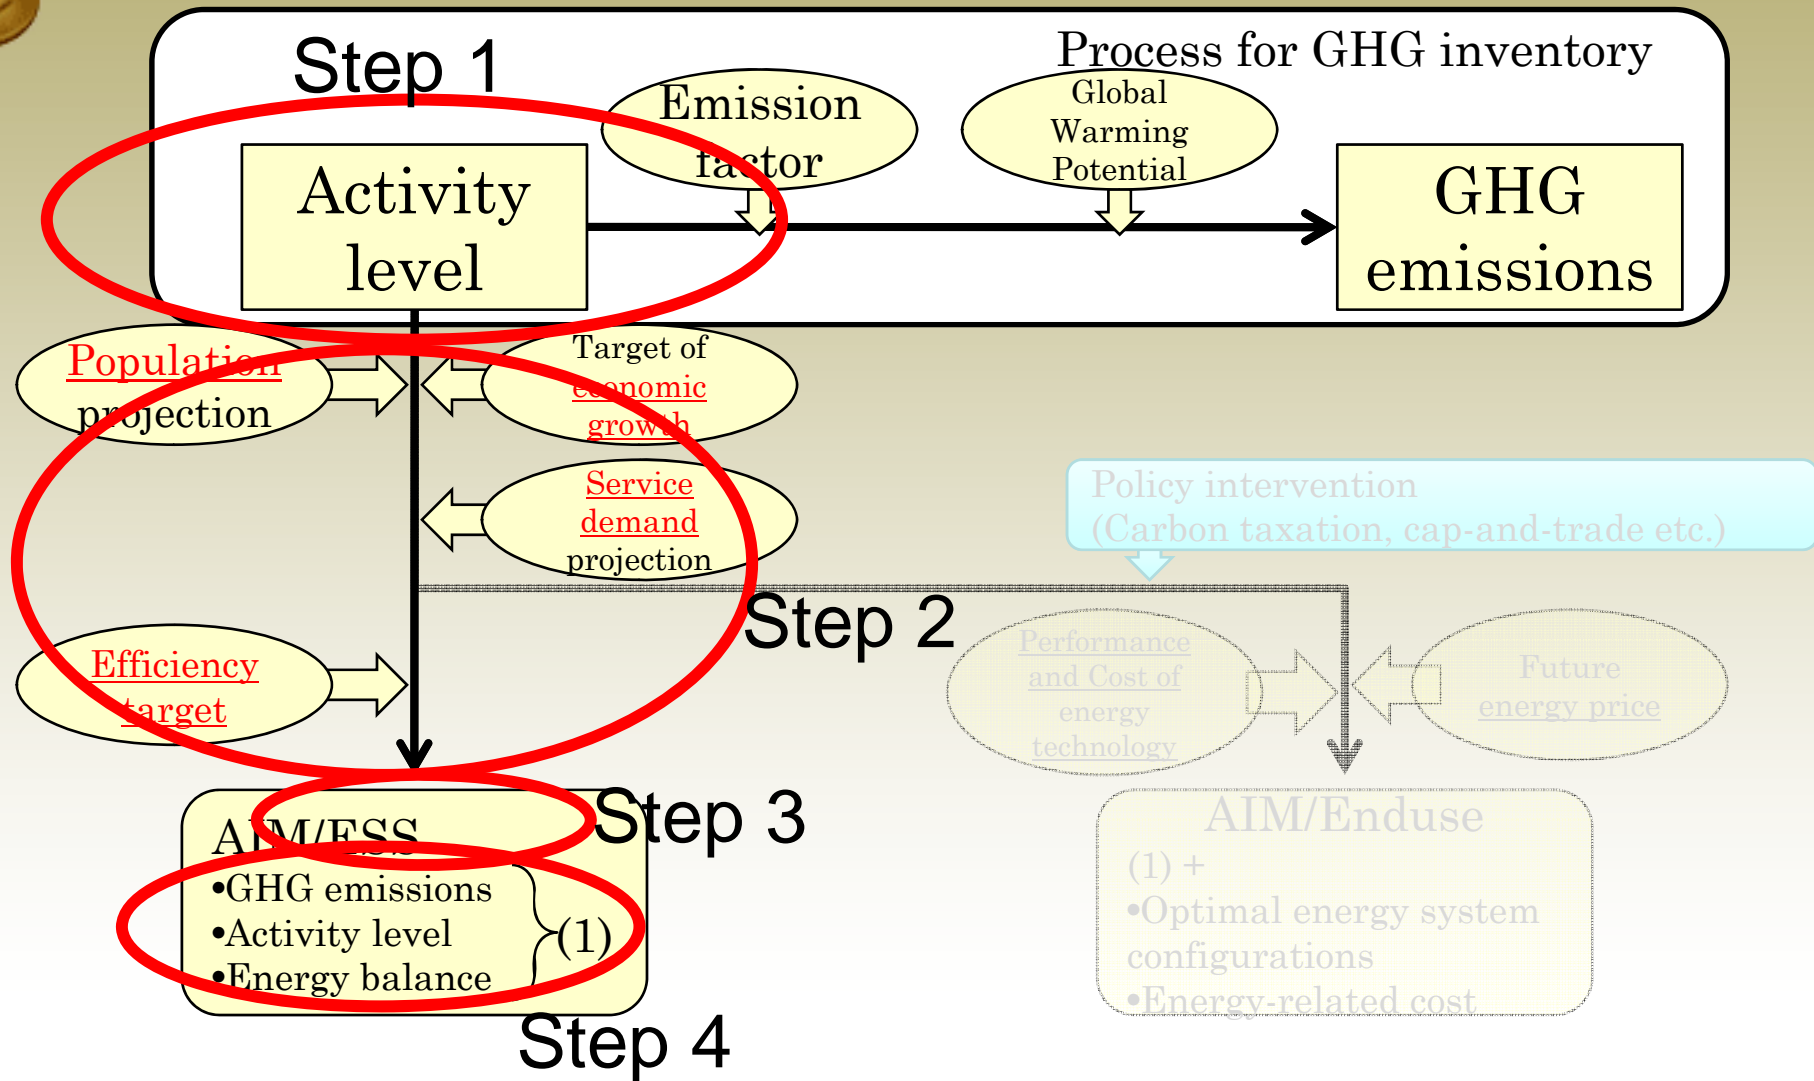 Step 1
Process for GHG inventory
Emission
factor
Global
Warming
Potential
Activity
level
GHG
emissions
Population
projection
Target of
economic
growth
Service
demand
projection
Policy intervention
(Carbon taxation, cap-and-trade etc.)
Step 2
Efficiency
target
Performance
and Cost of
energy
technology
Future
energy price
Step 3
AIM/ESS
•GHG emissions
•Activity level
•Energy balance
(1)
AIM/Enduse
(1) +
•Optimal energy system
configurations
•Energy-related cost
Step 4